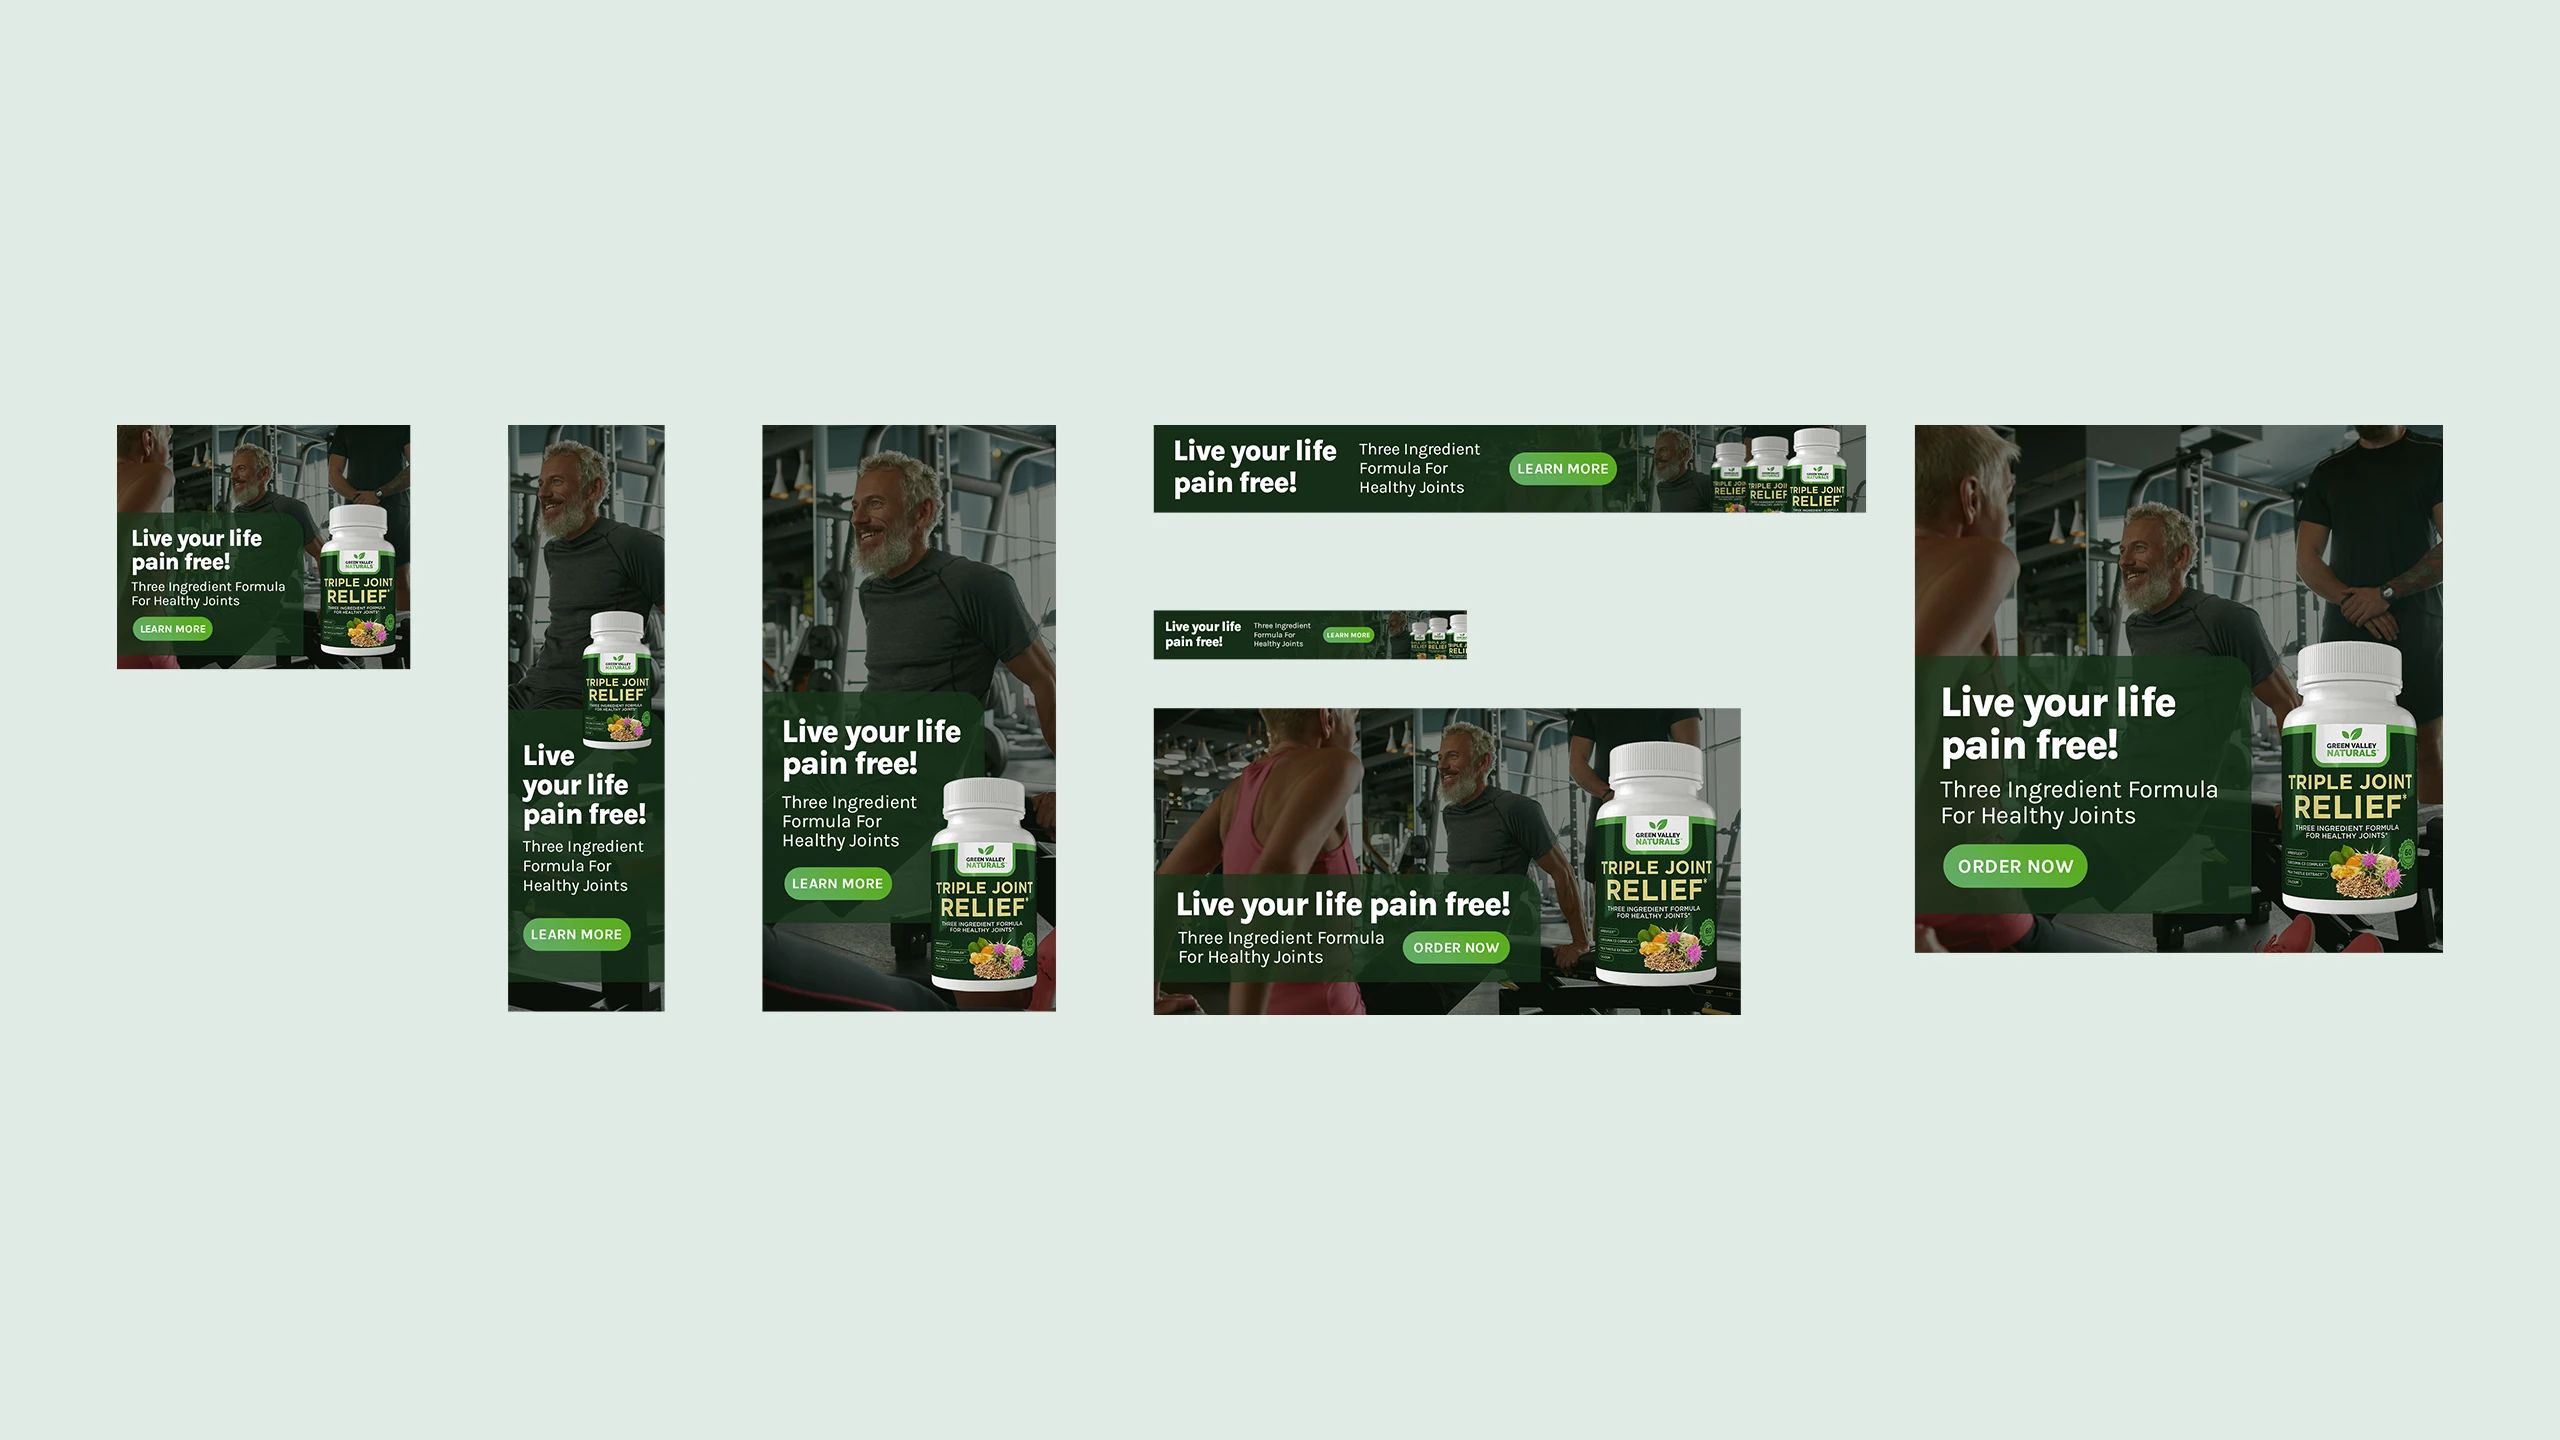 Live your life
pain free!
Three Ingredient Formula
For Healthy Joints
LEARN MORE
GREEN VALLEY
NATURALS
TRIPLE JOINT
RELIEF*
THREE INGREDIENT FORMULA
FOR HEALTHY JOINTS*
GREEN VALLEY
NATURALS
TRIPLE JOINT
RELIEF*
THREE INGREDIENT FORMULA
FOR HEALTHY JOINTS*
Live
your life
pain free!
Three Ingredient
Formula For
Healthy Joints
LEARN MORE
Live your life
pain free!
Three Ingredient
Formula For
Healthy Joints
LEARN MORE
GREEN VALLEY
NATURALS™
TRIPLE JOINT
RELIEF*
THREE INGREDIENT FORMULA
FOR HEALTHY JOINTS*
Live your life
pain free!
Three Ingredient
Formula For
Healthy Joints
LEARN MORE
GREEN VALLEY
NATURALS
TRIPLE JOINT
RELIEF
Live your life
pain free!
Three Ingredient
Formula For
Healthy Joints
LEARN MORE
Live your life pain free!
Three Ingredient Formula
For Healthy Joints
ORDER NOW
GREEN VALLEY
NATURALS™
TRIPLE JOINT
RELIEF*
THREE INGREDIENT FORMULA
FOR HEALTHY JOINTS*
Live your life
pain free!
Three Ingredient Formula
For Healthy Joints
ORDER NOW
GREEN VALLEY
NATURALS™
TRIPLE JOINT
RELIEF*
THREE INGREDIENT FORMULA
FOR HEALTHY JOINTS*